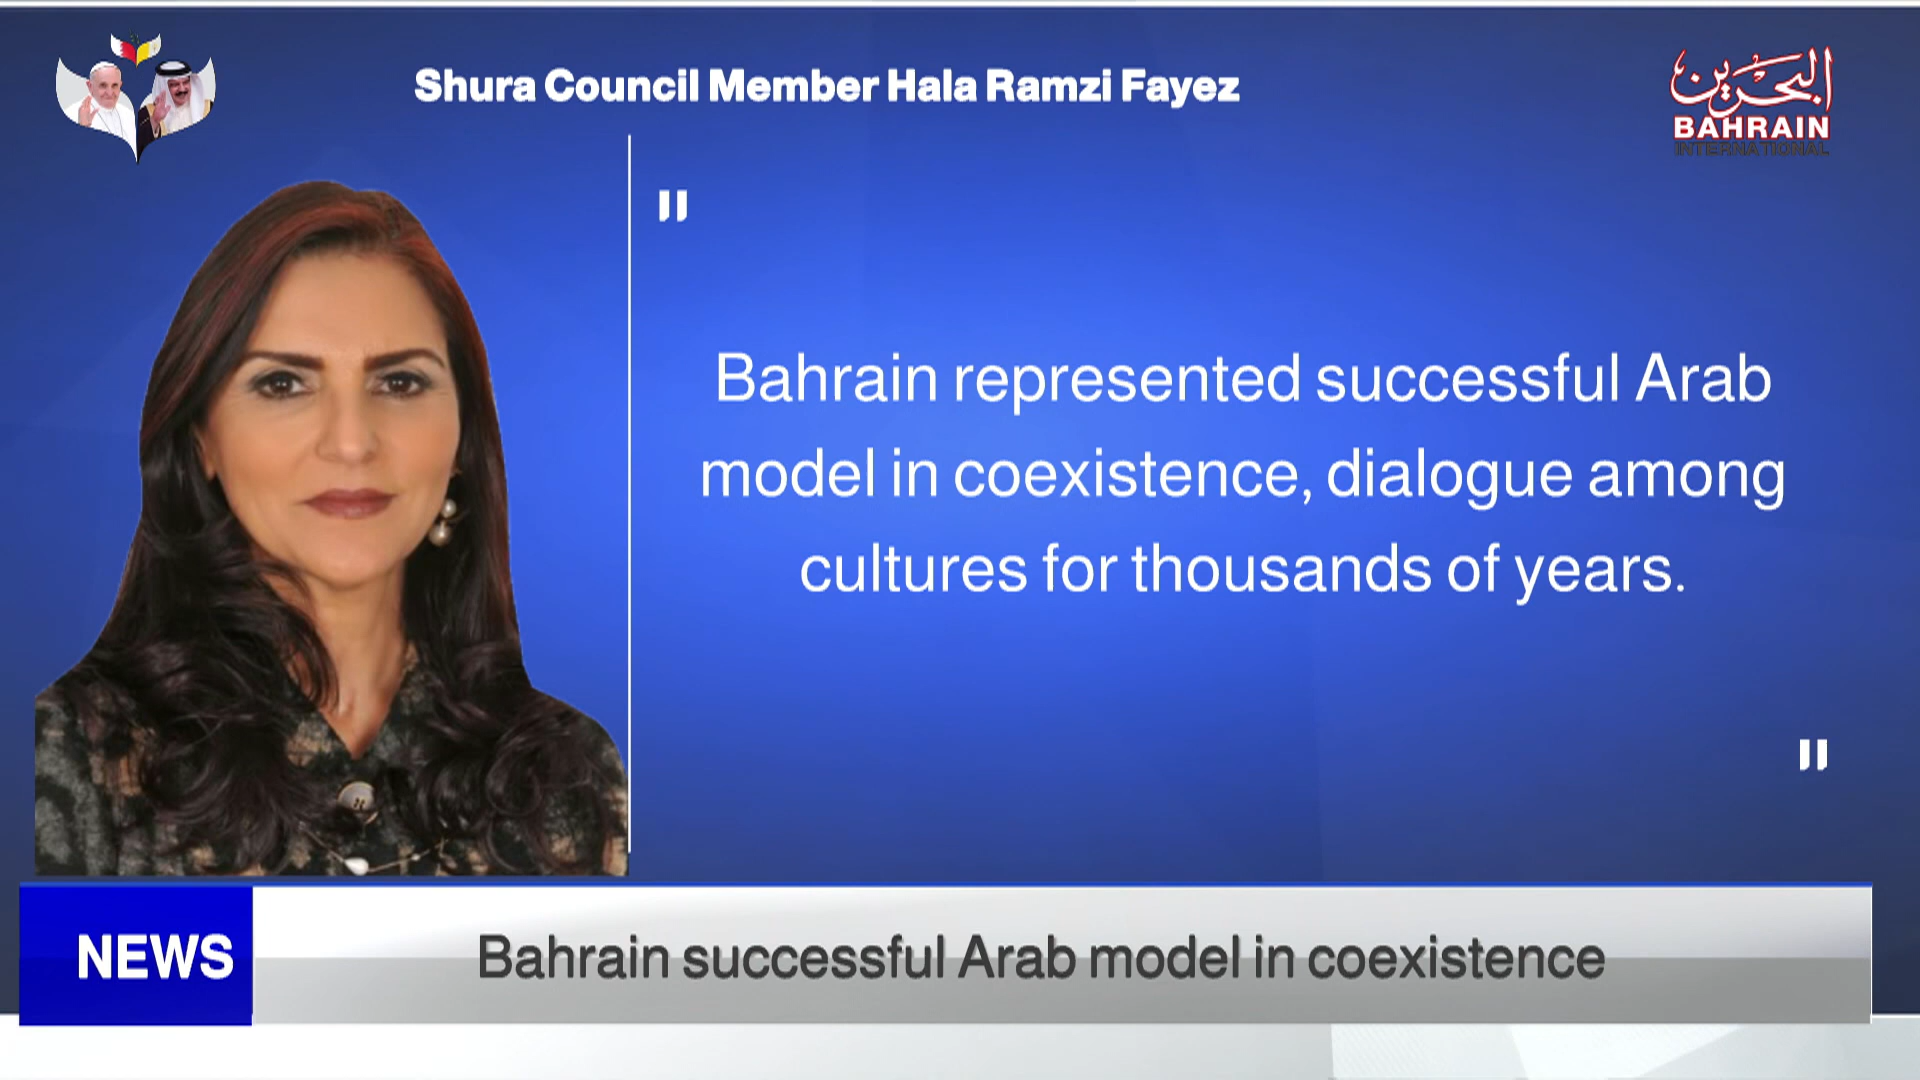 Shura Council Member Hala Ramzi Fayez
البحرين
BAHRAIN
INTERNATIONAL
"
Bahrain represented successful Arab
model in coexistence, dialogue among
cultures for thousands of years.
"
NEWS
Bahrain successful Arab model in coexistence